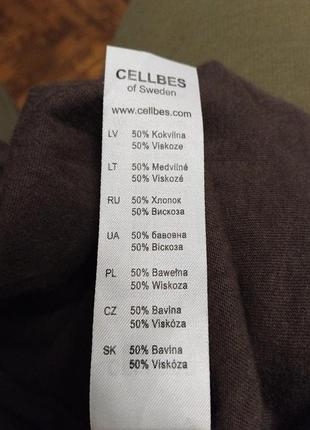 CELLBES
of Sweden
www.cellbes.com
LV 50% Kokvilna
50% Viskoze
LT 50% Medvilnė
50% Viskozė
RU 50% Хлопок
50% Вискоза
UA 50% бавовна
50% Віскоза
PL 50% Bawełna
50% Wiskoza
CZ 50% Bavlna
50% Viskóza
SK 50% Bavlna
50% Viskóza